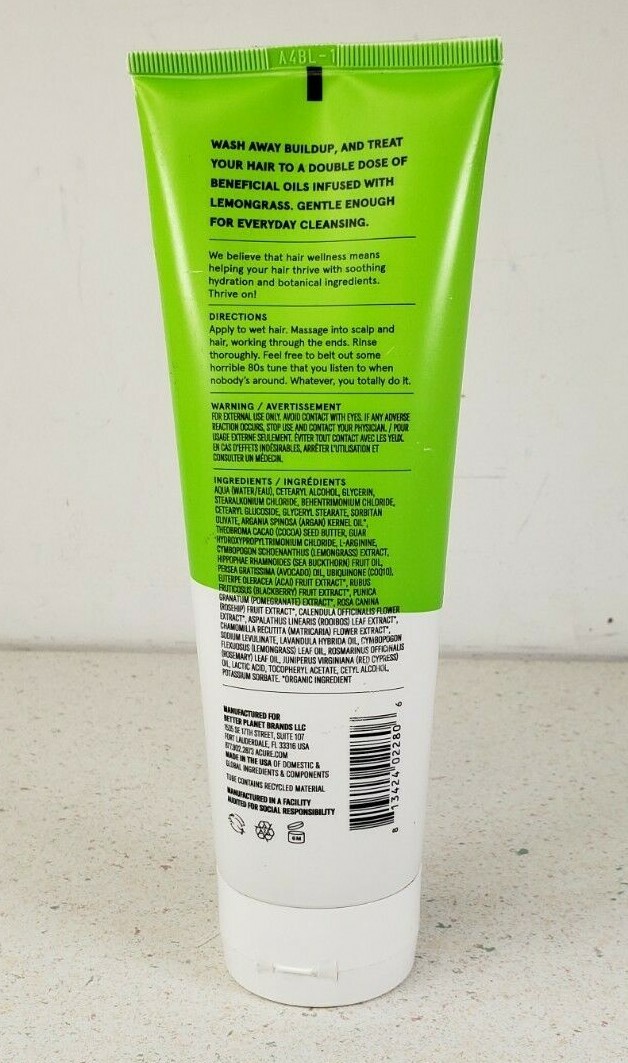 A4BL-1
WASH AWAY BUILDUP, AND TREAT
YOUR HAIR TO A DOUBLE DOSE OF
BENEFICIAL OILS INFUSED WITH
LEMONGRASS. GENTLE ENOUGH
FOR EVERYDAY CLEANSING.
We believe that hair wellness means
helping your hair thrive with soothing
hydration and botanical ingredients.
Thrive on!
DIRECTIONS
Apply to wet hair. Massage into scalp and
hair, working through the ends. Rinse
thoroughly. Feel free to belt out some
horrible 80s tune that you listen to when
nobody's around. Whatever, you totally do it.
WARNING / AVERTISSEMENT
FOR EXTERNAL USE ONLY. AVOID CONTACT WITH EYES. IF ANY ADVERSE
REACTION OCCURS, STOP USE AND CONTACT YOUR PHYSICIAN. / POUR
USAGE EXTERNE SEULEMENT. ÉVITER TOUT CONTACT AVEC LES YEUX.
EN CAS D'EFFETS INDÉSIRABLES, ARRÊTER L'UTILISATION ET
CONSULTER UN MÉDECIN.
INGREDIENTS / INGRÉDIENTS
AQUA (WATER/EAU), CETEARYL ALCOHOL, GLYCERIN,
STEARALKONIUM CHLORIDE, BEHENTRIMONIUM CHLORIDE,
CETEARYL GLUCOSIDE, GLYCERYL STEARATE, SORBITAN
OLIVATE, ARGANIA SPINOSA (ARGAN) KERNEL OIL*,
THEOBROMA CACAO (COCOA) SEED BUTTER, GUAR
HYDROXYPROPYLTRIMONIUM CHLORIDE, L-ARGININE,
CYMBOPOGON SCHOENANTHUS (LEMONGRASS) EXTRACT,
HIPPOPHAE RHAMNOIDES (SEA BUCKTHORN) FRUIT OIL,
PERSEA GRATISSIMA (AVOCADO) OIL, UBIQUINONE (COQ10),
EUTERPE OLERACEA (ACAI) FRUIT EXTRACT*, RUBUS
FRUTICOSUS (BLACKBERRY) FRUIT EXTRACT*, PUNICA
GRANATUM (POMEGRANATE) EXTRACT*, ROSA CANINA
(ROSEHIP) FRUIT EXTRACT*, CALENDULA OFFICINALIS FLOWER
EXTRACT*, ASPALATHUS LINEARIS (ROOIBOS) LEAF EXTRACT*,
CHAMOMILLA RECUTITA (MATRICARIA) FLOWER EXTRACT*,
SODIUM LEVULINATE, LAVANDULA HYBRIDA OIL, CYMBOPOGON
FLEXUOSUS (LEMONGRASS) LEAF OIL, ROSMARINUS OFFICINALIS
(ROSEMARY) LEAF OIL, JUNIPERUS VIRGINIANA (RED CYPRESS)
OIL, LACTIC ACID, TOCOPHERYL ACETATE, CETYL ALCOHOL,
POTASSIUM SORBATE. *ORGANIC INGREDIENT
MANUFACTURED FOR
BETTER PLANET BRANDS LLC
1535 SE 17TH STREET, SUITE 107
FORT LAUDERDALE, FL 33316 USA
877.902.2873 ACURE.COM
MADE IN THE USA OF DOMESTIC &
GLOBAL INGREDIENTS & COMPONENTS
TUBE CONTAINS RECYCLED MATERIAL
MANUFACTURED IN A FACILITY
AUDITED FOR SOCIAL RESPONSIBILITY
6M
8 13424 02280 6